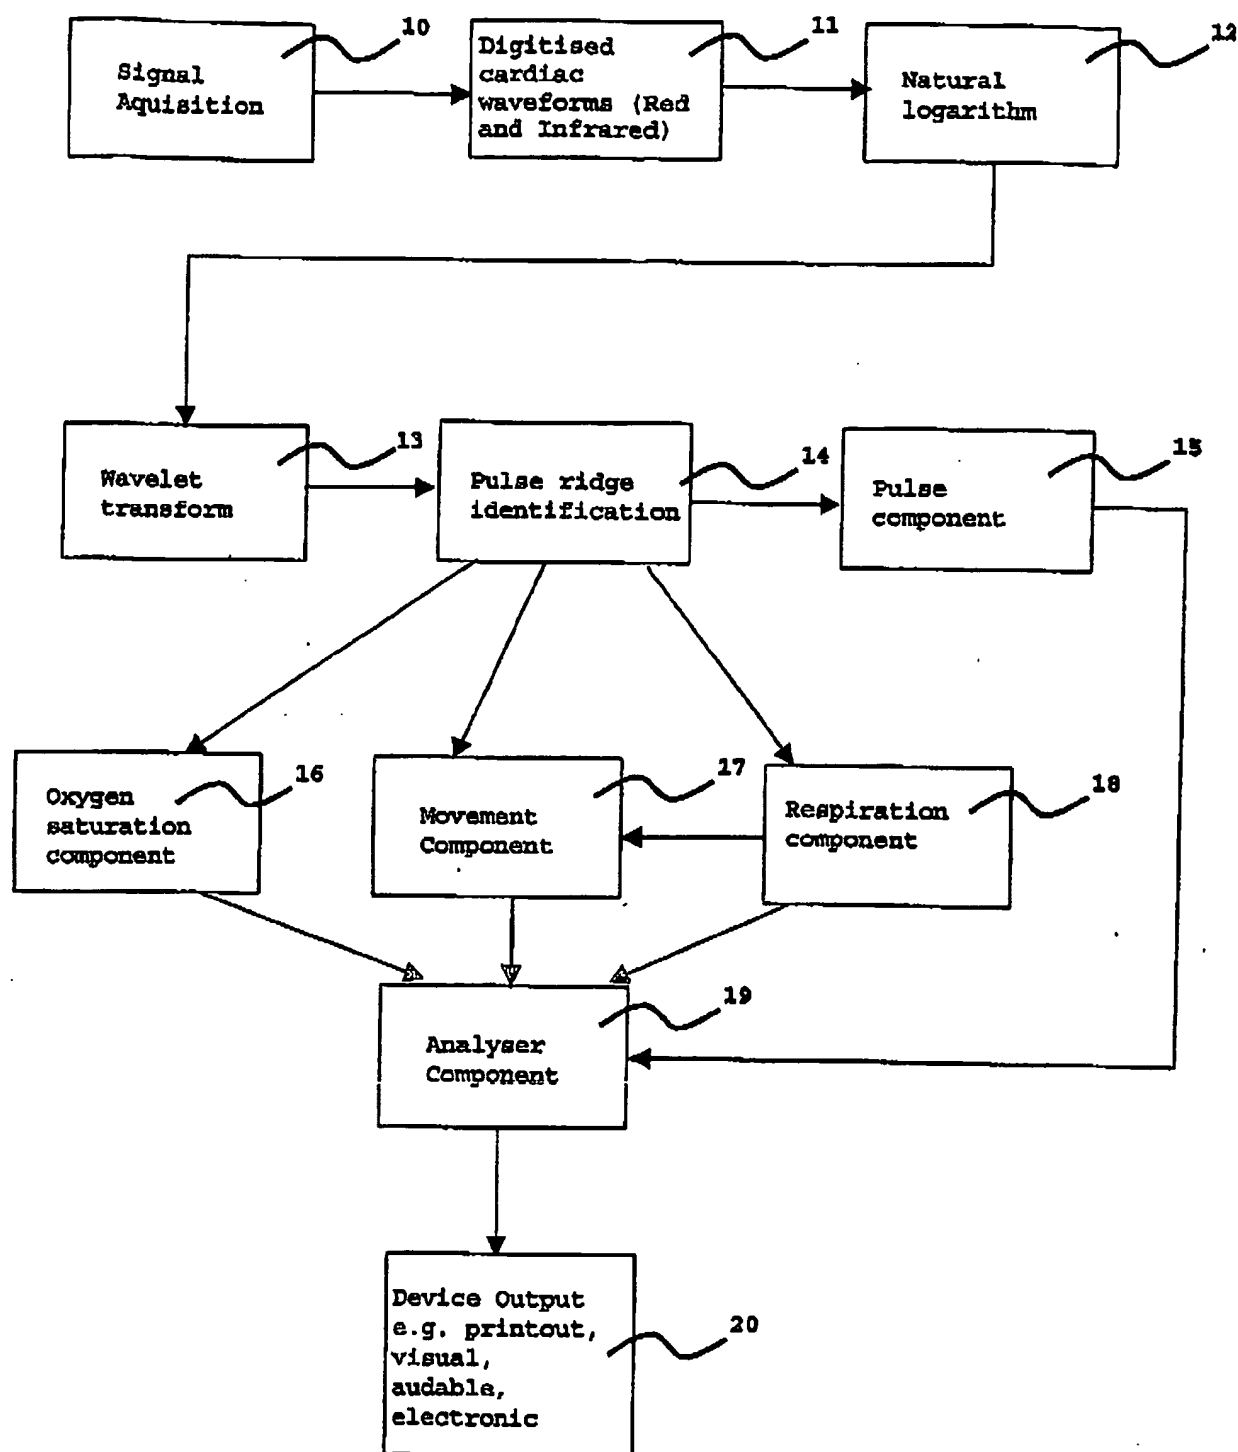 10
Signal
Aquisition
11
Digitised
cardiac
waveforms (Red
and Infrared)
12
Natural
logarithm
13
Wavelet
transform
14
Pulse ridge
identification
15
Pulse
component
16
Oxygen
saturation
component
17
Movement
Component
18
Respiration
component
19
Analyser
Component
20
Device Output
e.g. printout,
visual,
audable,
electronic